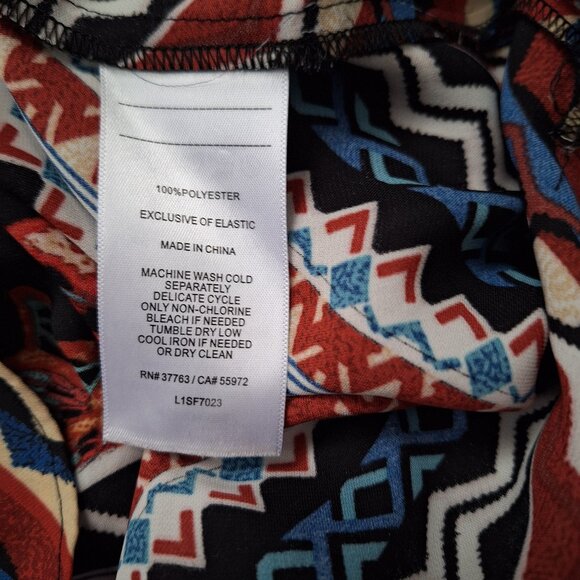 100%POLYESTER
EXCLUSIVE OF ELASTIC
MADE IN CHINA
MACHINE WASH COLD
SEPARATELY
DELICATE CYCLE
ONLY NON-CHLORINE
BLEACH IF NEEDED
TUMBLE DRY LOW
COOL IRON IF NEEDED
OR DRY CLEAN
RN# 37763 / CA# 55972
L1SF7023